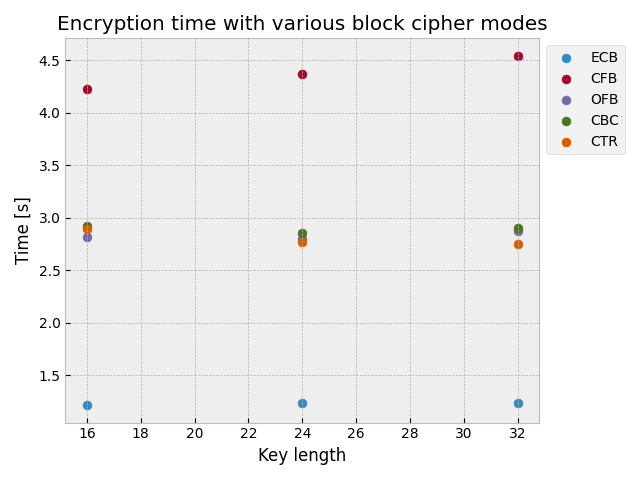 Encryption time with various block cipher modes
ECB
CFB
OFB
CBC
CTR
4.5
4.0
3.5
3.0
2.5
2.0
1.5
Time [s]
16 18 20 22 24 26 28 30 32
Key length